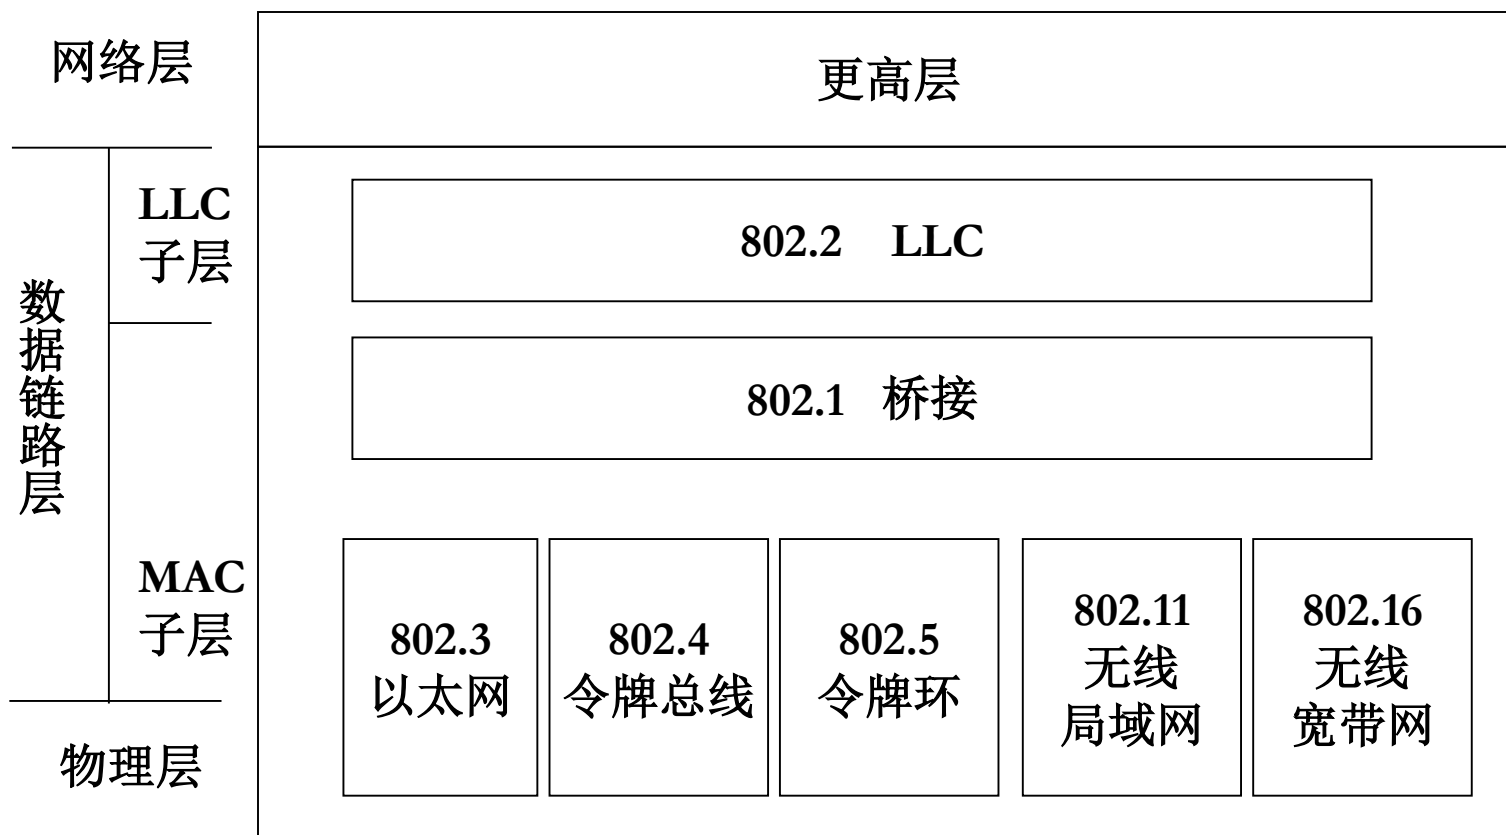 网络层
更高层
LLC
子层
802.2 LLC
数
据
链
路
层
802.1 桥接
MAC
子层
802.3
以太网
802.4
令牌总线
802.5
令牌环
802.11
无线
局域网
802.16
无线
宽带网
物理层